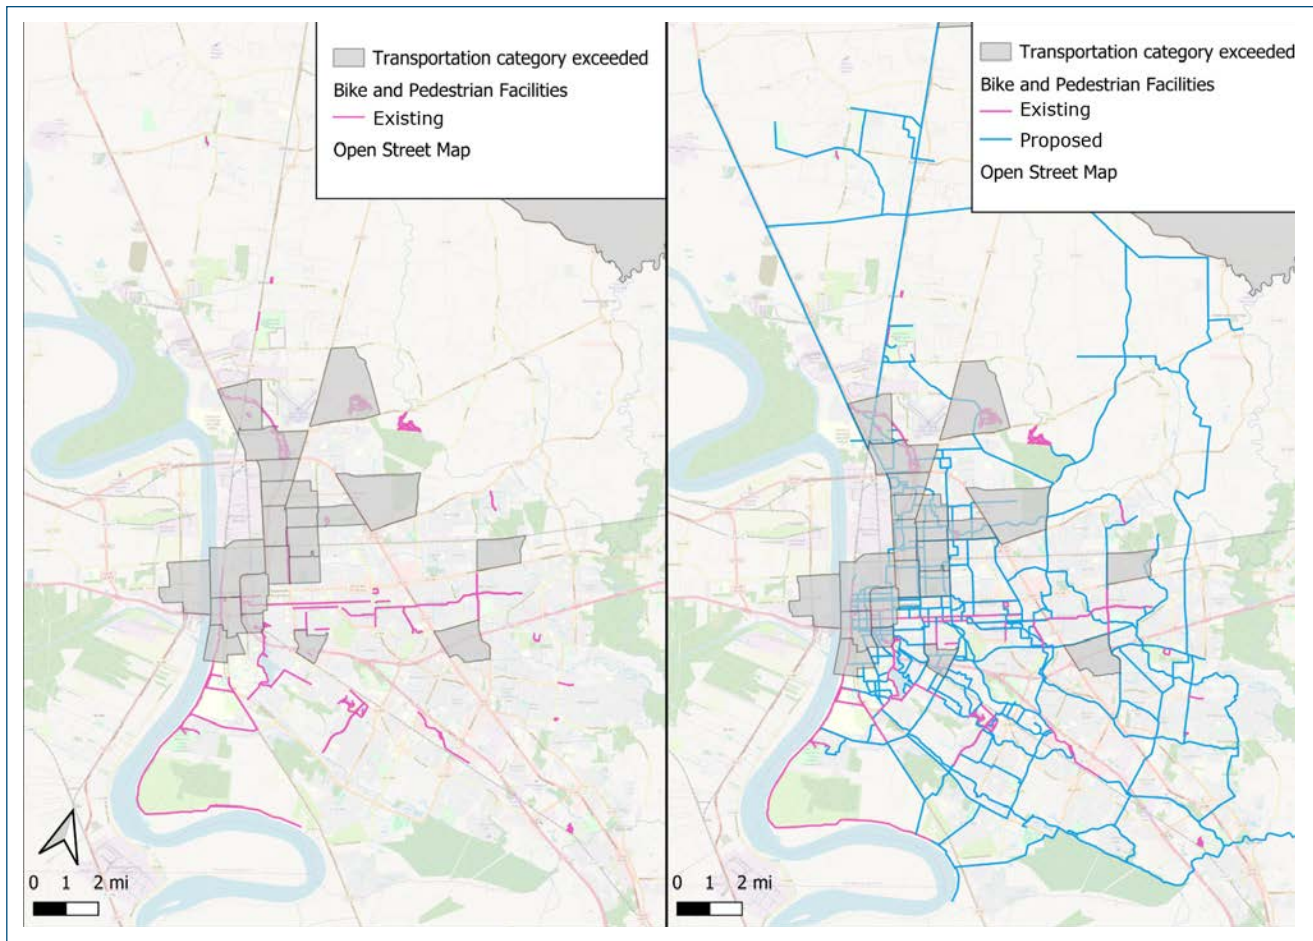 Transportation category exceeded
Bike and Pedestrian Facilities
Existing
Open Street Map
0 1 2 mi
Transportation category exceeded
Bike and Pedestrian Facilities
Existing
Proposed
Open Street Map
0 1 2 mi